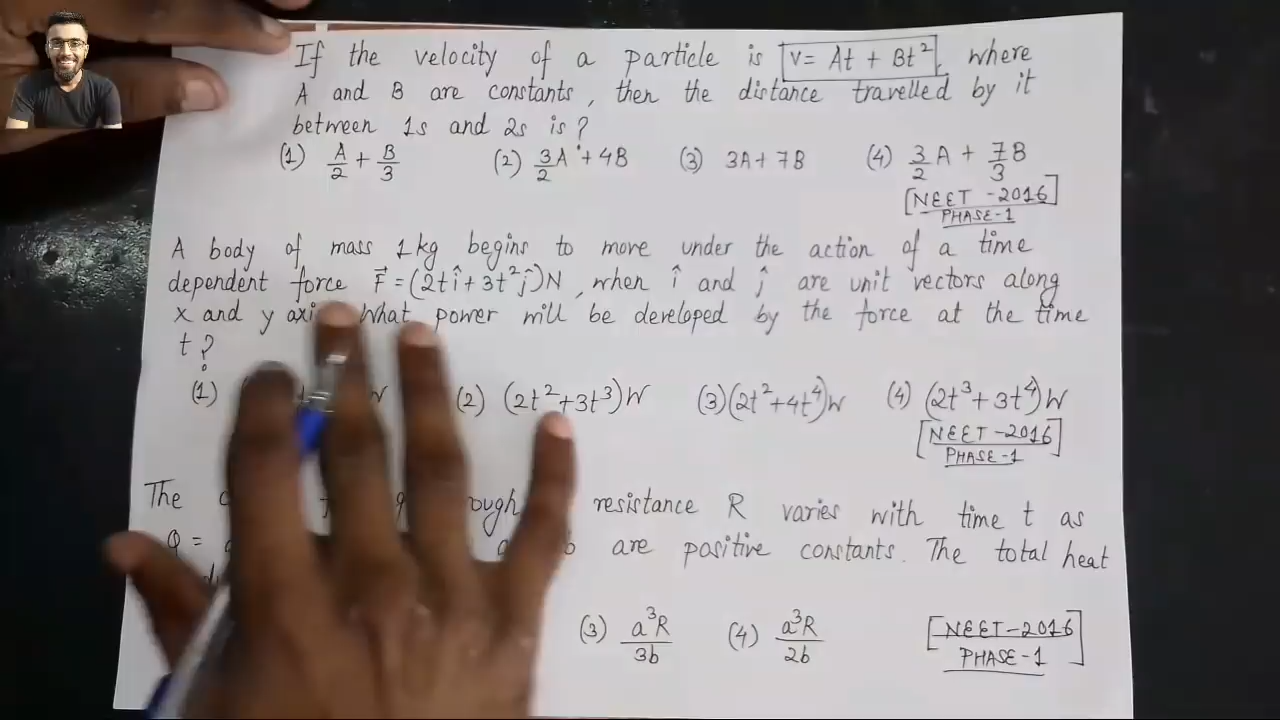 If the velocity of a particle is v= At + Bt², where
A and B are constants, then the distance travelled by it
between 1s and 2s is?
(1) A/2 + B/3 (2) 3/2 A + 4B (3) 3A + 7B (4) 3/2 A + 7/3 B
[NEET -2016]
PHASE-1
A body of mass 1kg begins to move under the action of a time
dependent force F⃗ = (2t î + 3t² ĵ)N, when î and ĵ are unit vectors along
x and y What power will be developed by the force at the time
t?
(1) W (2) (2t²+3t³)W (3) (2t²+4t⁴)W (4) (2t³+3t⁴)W
[NEET -2016]
PHASE-1
The resistance R varies with time t as
Q = are positive constants. The total heat
(3) a³R/3b (4) a³R/2b [NEET-2016]
PHASE-1